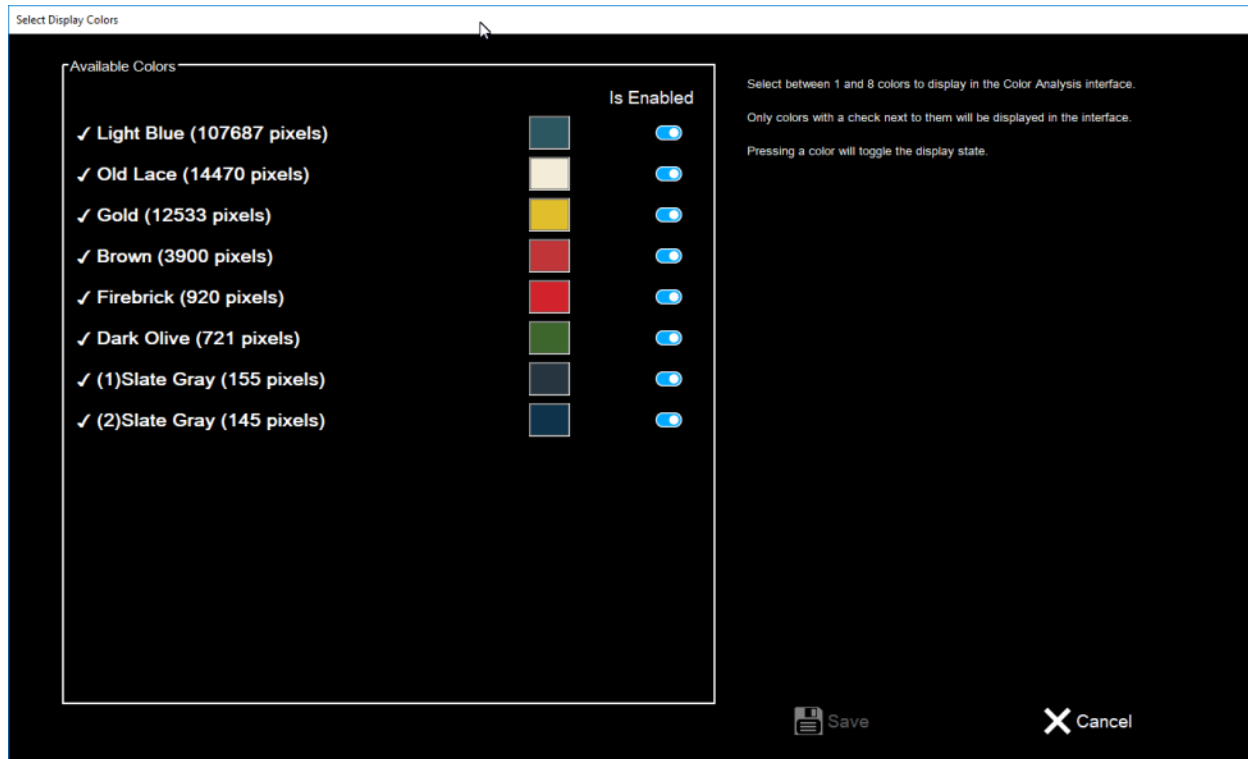 Select Display Colors
Available Colors
Is Enabled
✓ Light Blue (107687 pixels)
✓ Old Lace (14470 pixels)
✓ Gold (12533 pixels)
✓ Brown (3900 pixels)
✓ Firebrick (920 pixels)
✓ Dark Olive (721 pixels)
✓ (1)Slate Gray (155 pixels)
✓ (2)Slate Gray (145 pixels)
Select between 1 and 8 colors to display in the Color Analysis interface.
Only colors with a check next to them will be displayed in the interface.
Pressing a color will toggle the display state.
Save
Cancel